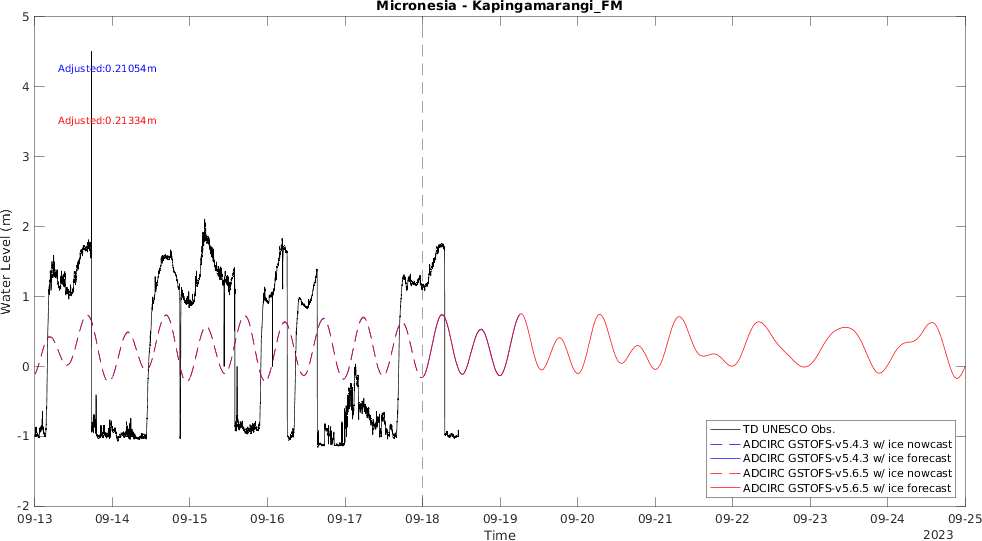 Micronesia - Kapingamarangi_FM
5
4
3
2
1
0
-1
-2
Water Level (m)
Adjusted:0.21054m
Adjusted:0.21334m
TD UNESCO Obs.
ADCIRC GSTOFS-v5.4.3 w/ ice nowcast
ADCIRC GSTOFS-v5.4.3 w/ ice forecast
ADCIRC GSTOFS-v5.6.5 w/ ice nowcast
ADCIRC GSTOFS-v5.6.5 w/ ice forecast
09-13 09-14 09-15 09-16 09-17 09-18 09-19 09-20 09-21 09-22 09-23 09-24 09-25
Time
2023